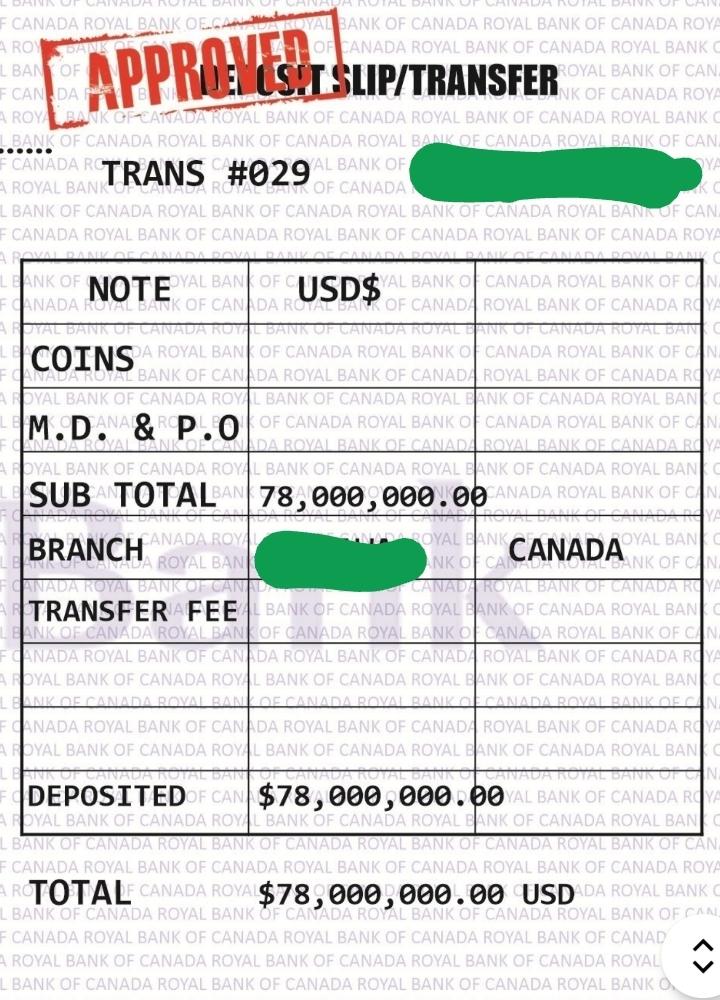 APPROVED
DEPOSIT SLIP/TRANSFER
TRANS #029
NOTE USD$
COINS
M.D. & P.O
SUB TOTAL 78,000,000.00
BRANCH CANADA
TRANSFER FEE
DEPOSITED $78,000,000.00
TOTAL $78,000,000.00 USD
ROYAL BANK OF CANADA
Bank